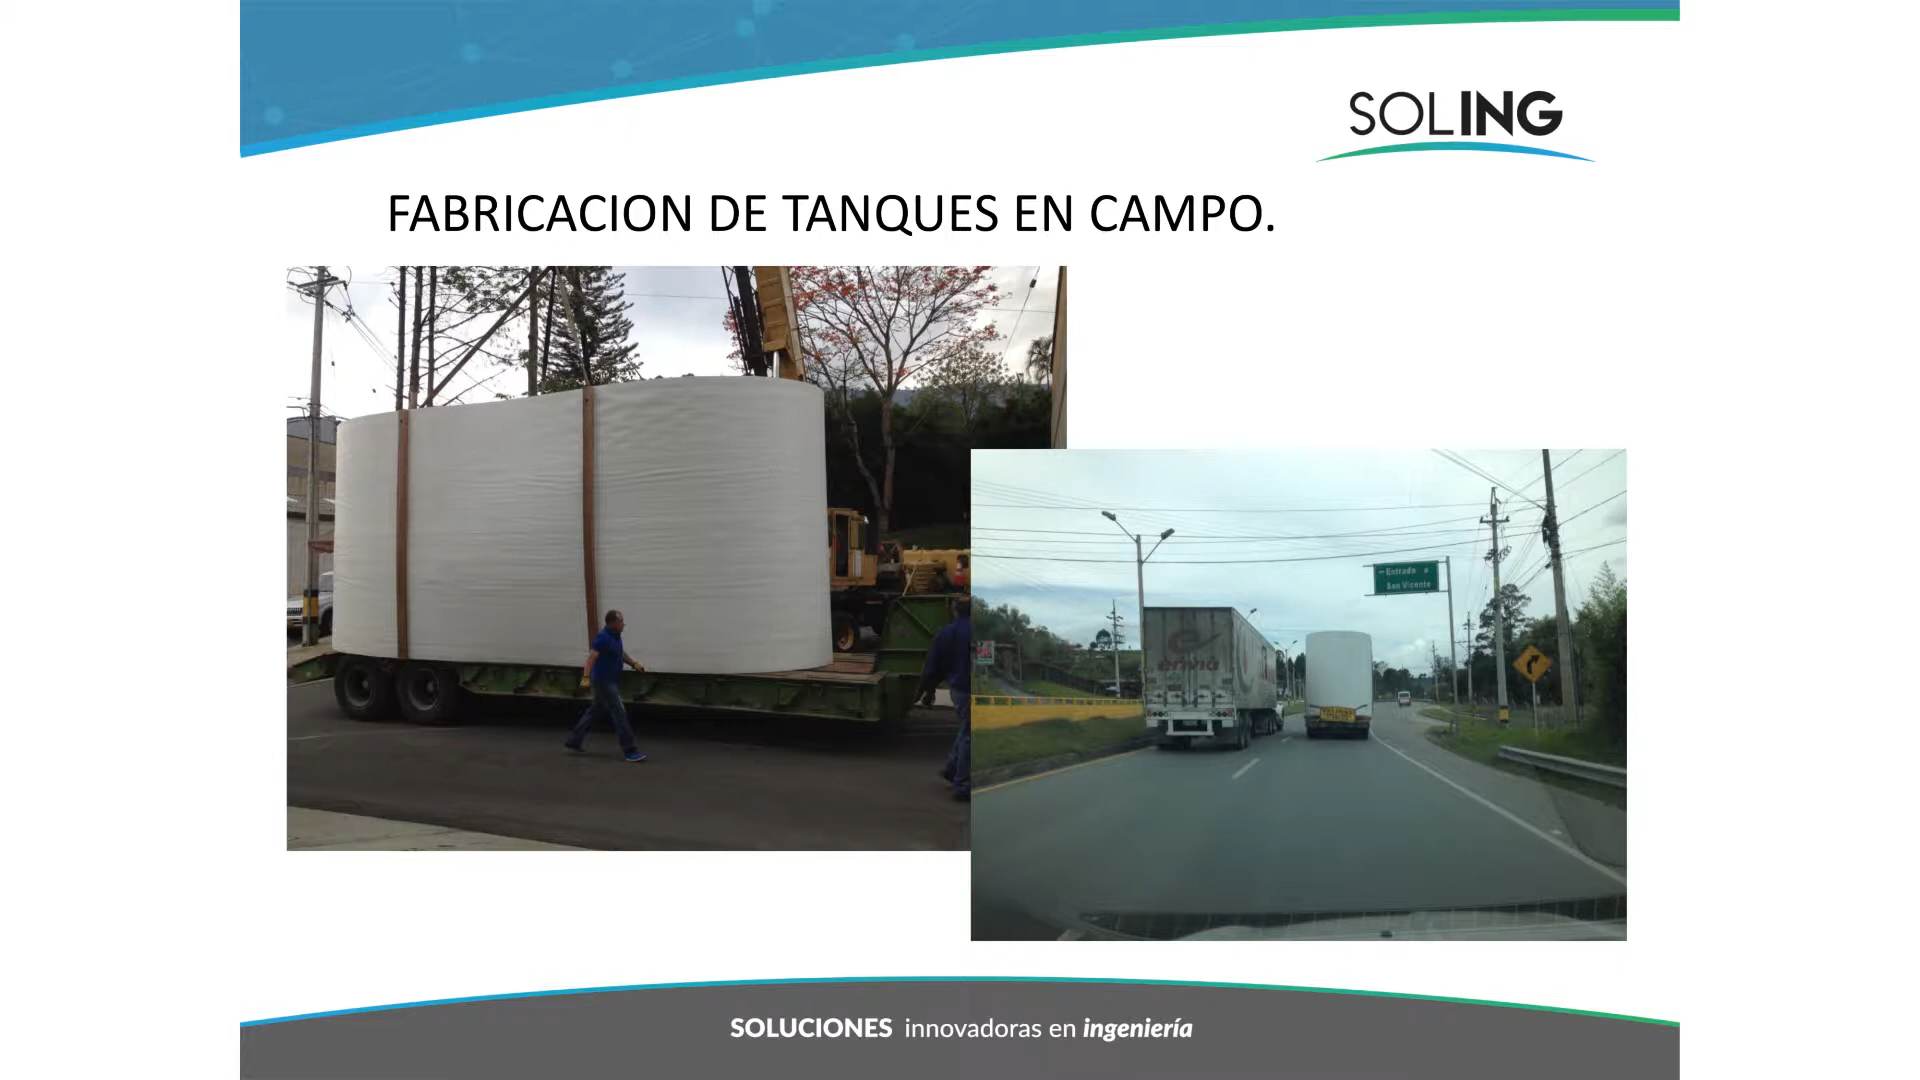 SOLING
FABRICACION DE TANQUES EN CAMPO.
Entrada a
San Vicente
envia
SOLUCIONES innovadoras en ingeniería